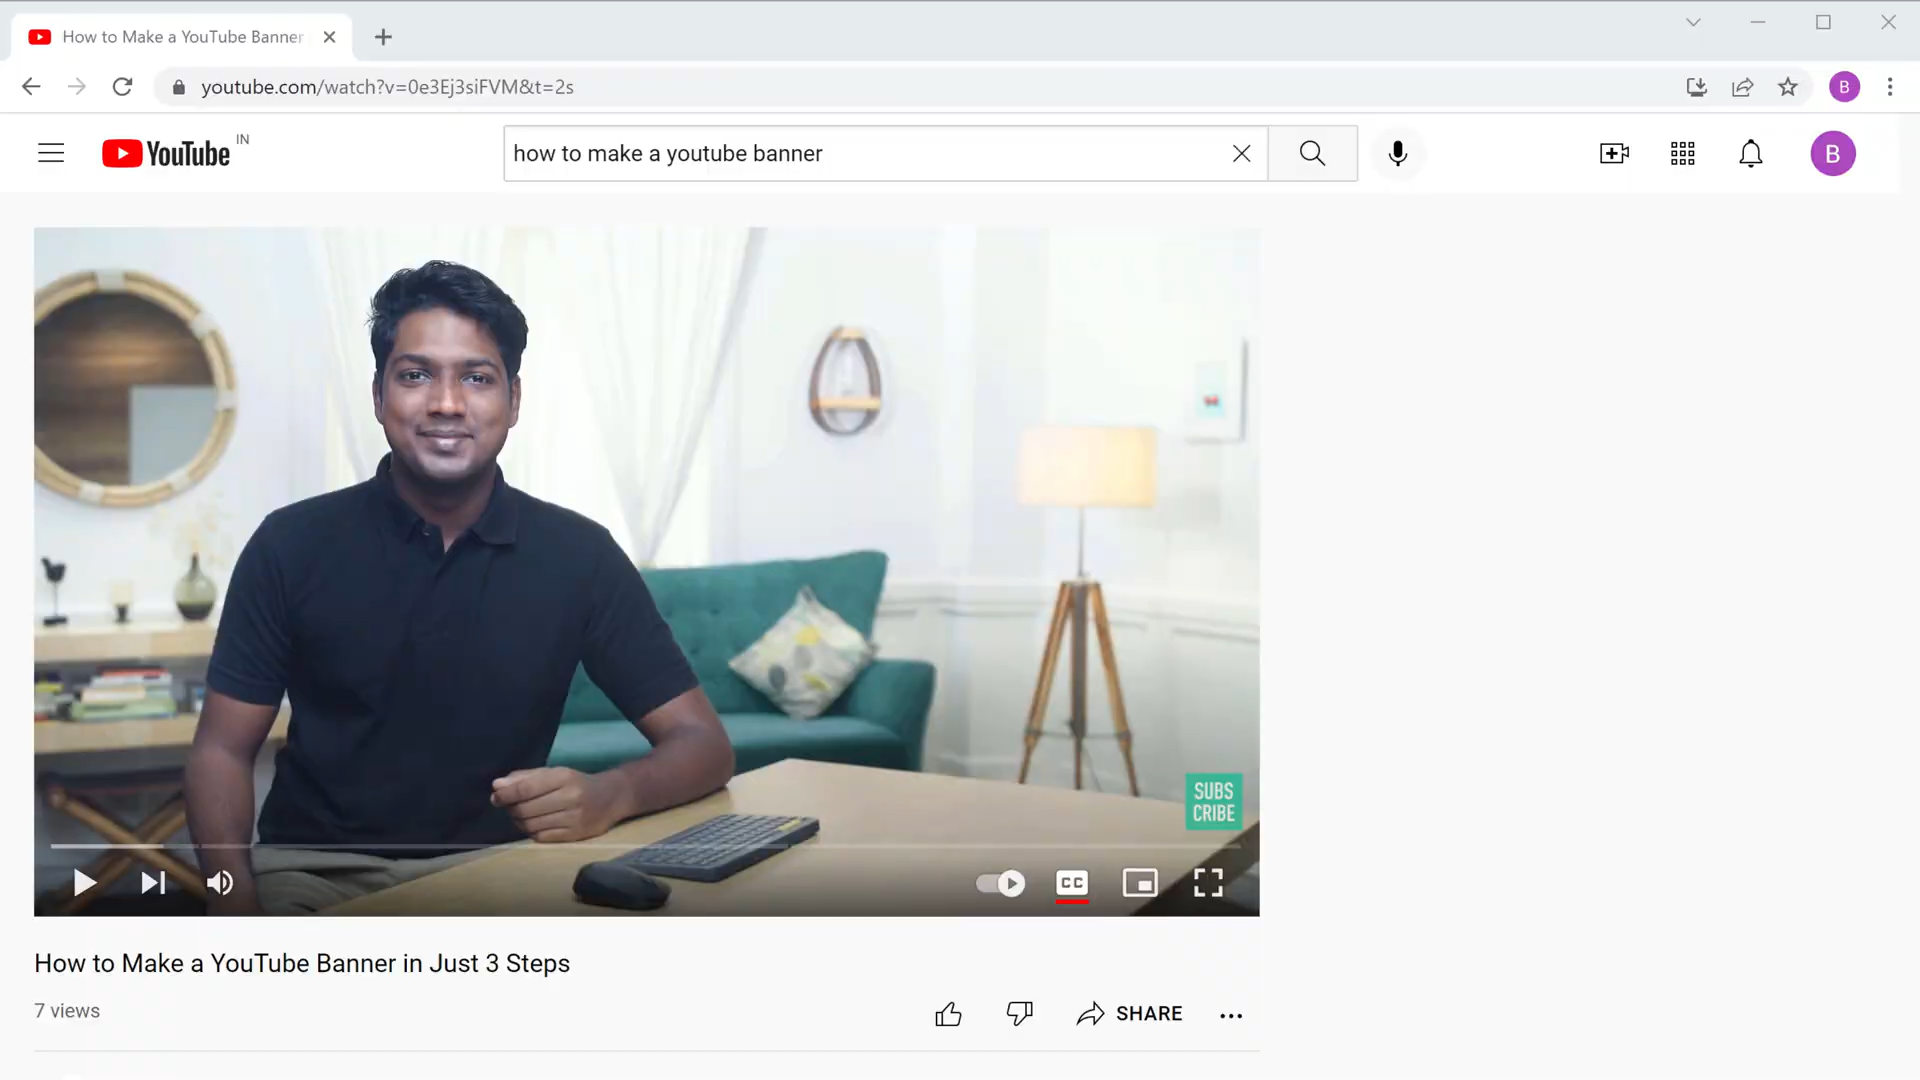 How to Make a YouTube Banner
youtube.com/watch?v=0e3Ej3siFVM&t=2s
B
YouTube IN
how to make a youtube banner
B
SUBS
CRIBE
CC
How to Make a YouTube Banner in Just 3 Steps
7 views
SHARE